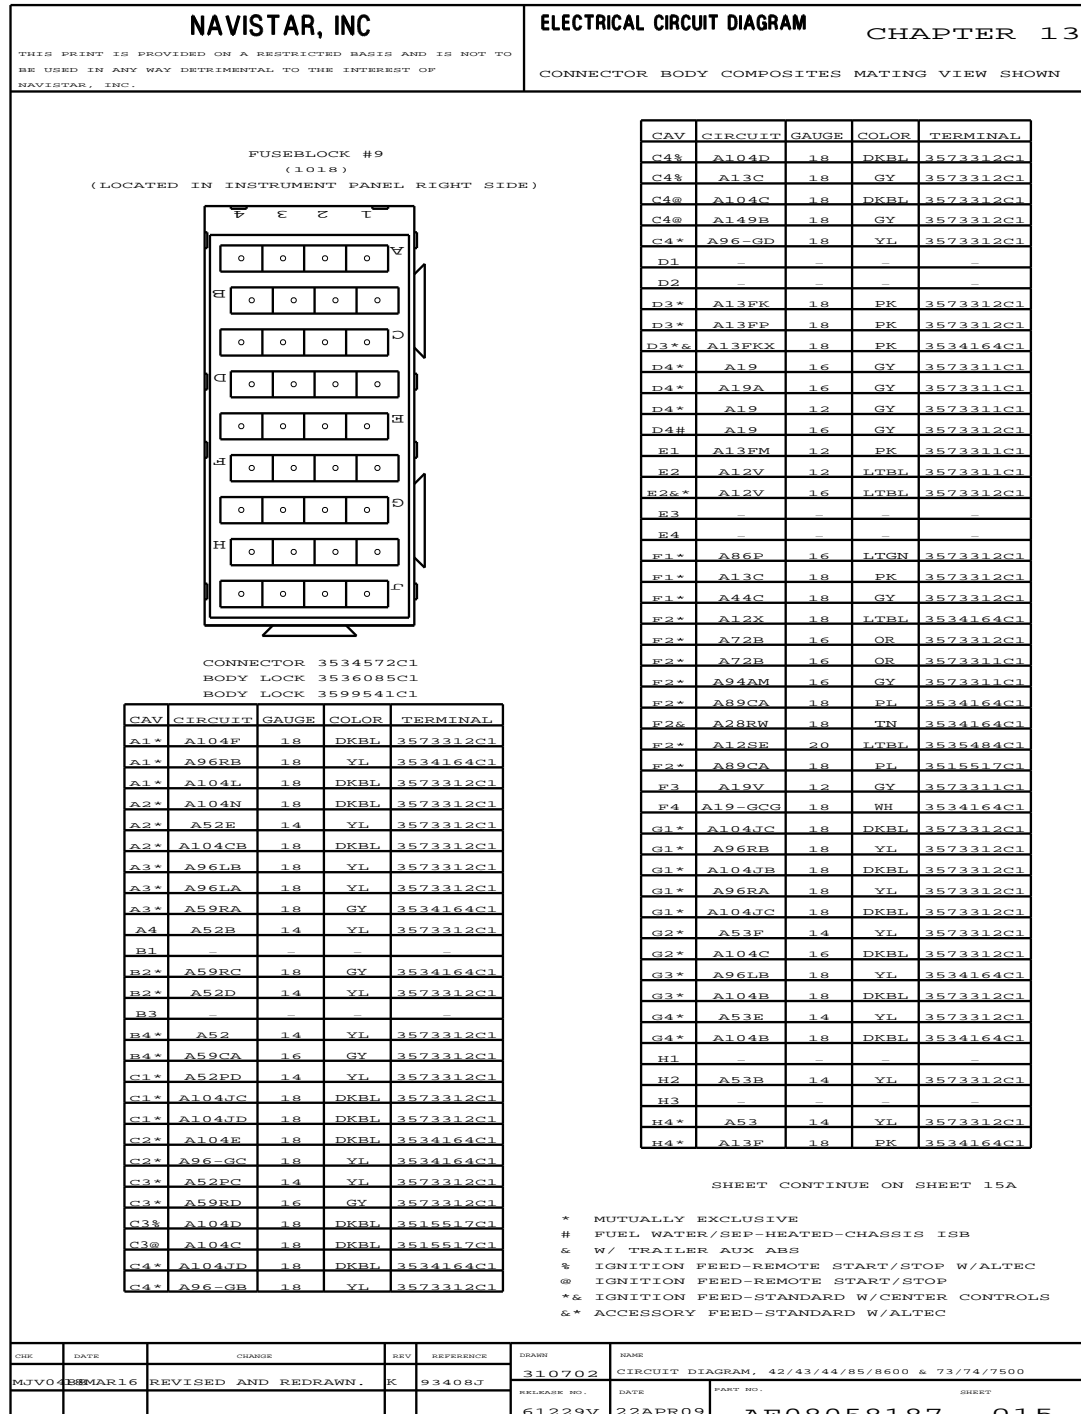 NAVISTAR, INC
THIS PRINT IS PROVIDED ON A RESTRICTED BASIS AND IS NOT TO
BE USED IN ANY WAY DETRIMENTAL TO THE INTEREST OF
NAVISTAR, INC.
ELECTRICAL CIRCUIT DIAGRAM CHAPTER 13
CONNECTOR BODY COMPOSITES MATING VIEW SHOWN
FUSEBLOCK #9
(1018)
(LOCATED IN INSTRUMENT PANEL RIGHT SIDE)
4 3 2 1
A
B
C
D
E
F
G
H
J
CONNECTOR 3534572C1
BODY LOCK 3536085C1
BODY LOCK 3599541C1
CAV CIRCUIT GAUGE COLOR TERMINAL
A1* A104F 18 DKBL 3573312C1
A1* A96RB 18 YL 3534164C1
A1* A104L 18 DKBL 3573312C1
A2* A104N 18 DKBL 3573312C1
A2* A52E 14 YL 3573312C1
A2* A104CB 18 DKBL 3573312C1
A3* A96LB 18 YL 3573312C1
A3* A96LA 18 YL 3573312C1
A3* A59RA 18 GY 3534164C1
A4 A52B 14 YL 3573312C1
B1 – – – –
B2* A59RC 18 GY 3534164C1
B2* A52D 14 YL 3573312C1
B3 – – – –
B4* A52 14 YL 3573312C1
B4* A59CA 16 GY 3573312C1
C1* A52PD 14 YL 3573312C1
C1* A104JC 18 DKBL 3573312C1
C1* A104JD 18 DKBL 3573312C1
C2* A104E 18 DKBL 3534164C1
C2* A96-GC 18 YL 3534164C1
C3* A52PC 14 YL 3573312C1
C3* A59RD 16 GY 3573312C1
C3% A104D 18 DKBL 3515517C1
C3@ A104C 18 DKBL 3515517C1
C4* A104JD 18 DKBL 3534164C1
C4* A96-GB 18 YL 3573312C1
CAV CIRCUIT GAUGE COLOR TERMINAL
C4% A104D 18 DKBL 3573312C1
C4% A13C 18 GY 3573312C1
C4@ A104C 18 DKBL 3573312C1
C4@ A149B 18 GY 3573312C1
C4* A96-GD 18 YL 3573312C1
D1 – – – –
D2 – – – –
D3* A13FK 18 PK 3573312C1
D3* A13FP 18 PK 3573312C1
D3*& A13FKX 18 PK 3534164C1
D4* A19 16 GY 3573311C1
D4* A19A 16 GY 3573311C1
D4* A19 12 GY 3573311C1
D4# A19 16 GY 3573312C1
E1 A13FM 12 PK 3573311C1
E2 A12V 12 LTBL 3573311C1
E2&* A12V 16 LTBL 3573312C1
E3 – – – –
E4 – – – –
F1* A86P 16 LTGN 3573312C1
F1* A13C 18 PK 3573312C1
F1* A44C 18 GY 3573312C1
F2* A12X 18 LTBL 3534164C1
F2* A72B 16 OR 3573312C1
F2* A72B 16 OR 3573311C1
F2* A94AM 16 GY 3573311C1
F2* A89CA 18 PL 3534164C1
F2& A28RW 18 TN 3534164C1
F2* A12SE 20 LTBL 3535484C1
F2* A89CA 18 PL 3515517C1
F3 A19V 12 GY 3573311C1
F4 A19-GCG 18 WH 3534164C1
G1* A104JC 18 DKBL 3573312C1
G1* A96RB 18 YL 3573312C1
G1* A104JB 18 DKBL 3573312C1
G1* A96RA 18 YL 3573312C1
G1* A104JC 18 DKBL 3573312C1
G2* A53F 14 YL 3573312C1
G2* A104C 16 DKBL 3573312C1
G3* A96LB 18 YL 3534164C1
G3* A104B 18 DKBL 3573312C1
G4* A53E 14 YL 3573312C1
G4* A104B 18 DKBL 3534164C1
H1 – – – –
H2 A53B 14 YL 3573312C1
H3 – – – –
H4* A53 14 YL 3573312C1
H4* A13F 18 PK 3534164C1
SHEET CONTINUE ON SHEET 15A
* MUTUALLY EXCLUSIVE
# FUEL WATER/SEP-HEATED-CHASSIS ISB
& W/ TRAILER AUX ABS
% IGNITION FEED-REMOTE START/STOP W/ALTEC
@ IGNITION FEED-REMOTE START/STOP
*& IGNITION FEED-STANDARD W/CENTER CONTROLS
&* ACCESSORY FEED-STANDARD W/ALTEC
CHK DATE CHANGE REV REFERENCE DRAWN NAME
REVISED AND REDRAWN. K 93408J 310702 CIRCUIT DIAGRAM, 42/43/44/85/8600 & 73/74/7500
RELEASE NO. DATE PART NO. SHEET
61229V 22APR09 AE08058187 015